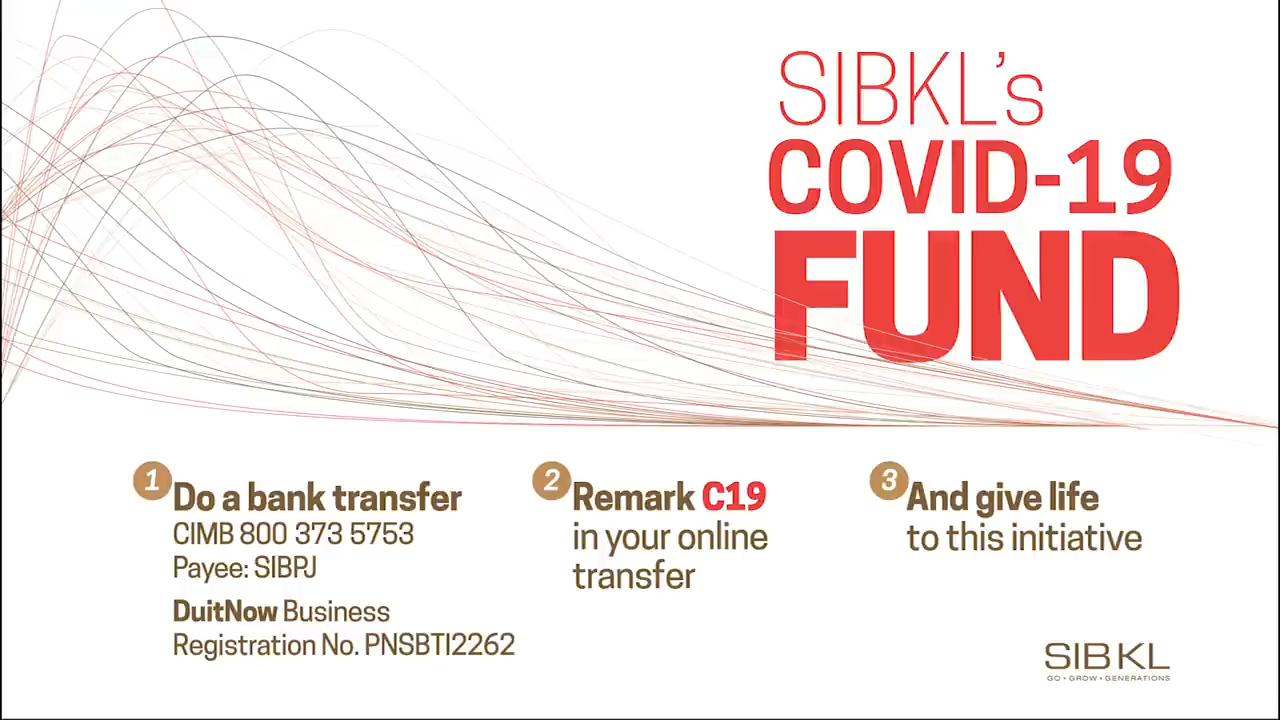 SIBKL's
COVID-19
FUND
1
Do a bank transfer
CIMB 800 373 5753
Payee: SIBPJ
DuitNow Business
Registration No. PNSBTI2262
2
Remark C19
in your online
transfer
3
And give life
to this initiative
SIBKL
GO • GROW • GENERATIONS